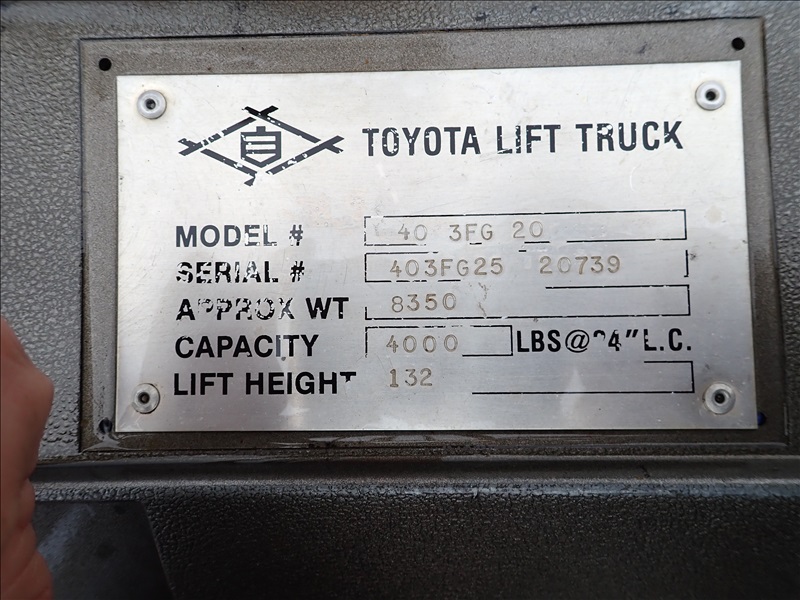 TOYOTA LIFT TRUCK
MODEL # 40 3FG 20
SERIAL # 403FG25 20739
APPROX WT 8350
CAPACITY 4000 LBS@24"L.C.
LIFT HEIGHT 132